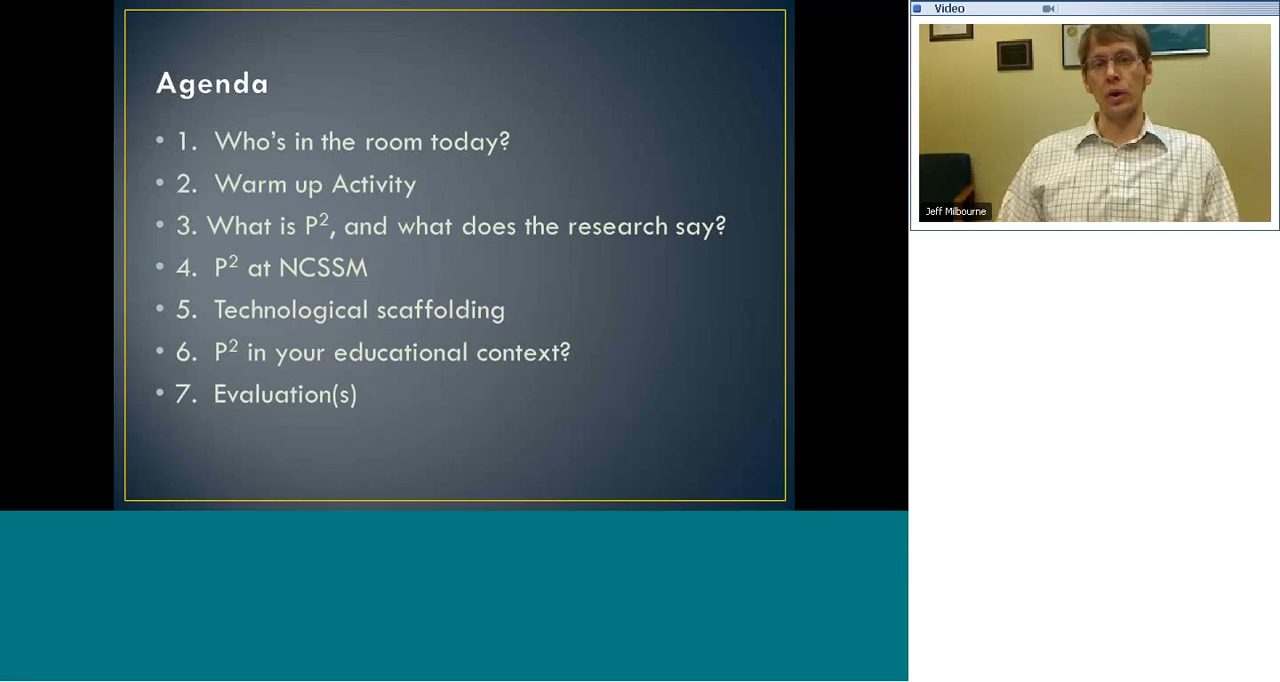 Agenda
• 1. Who's in the room today?
• 2. Warm up Activity
• 3. What is P², and what does the research say?
• 4. P² at NCSSM
• 5. Technological scaffolding
• 6. P² in your educational context?
• 7. Evaluation(s)
Video
Jeff Milbourne